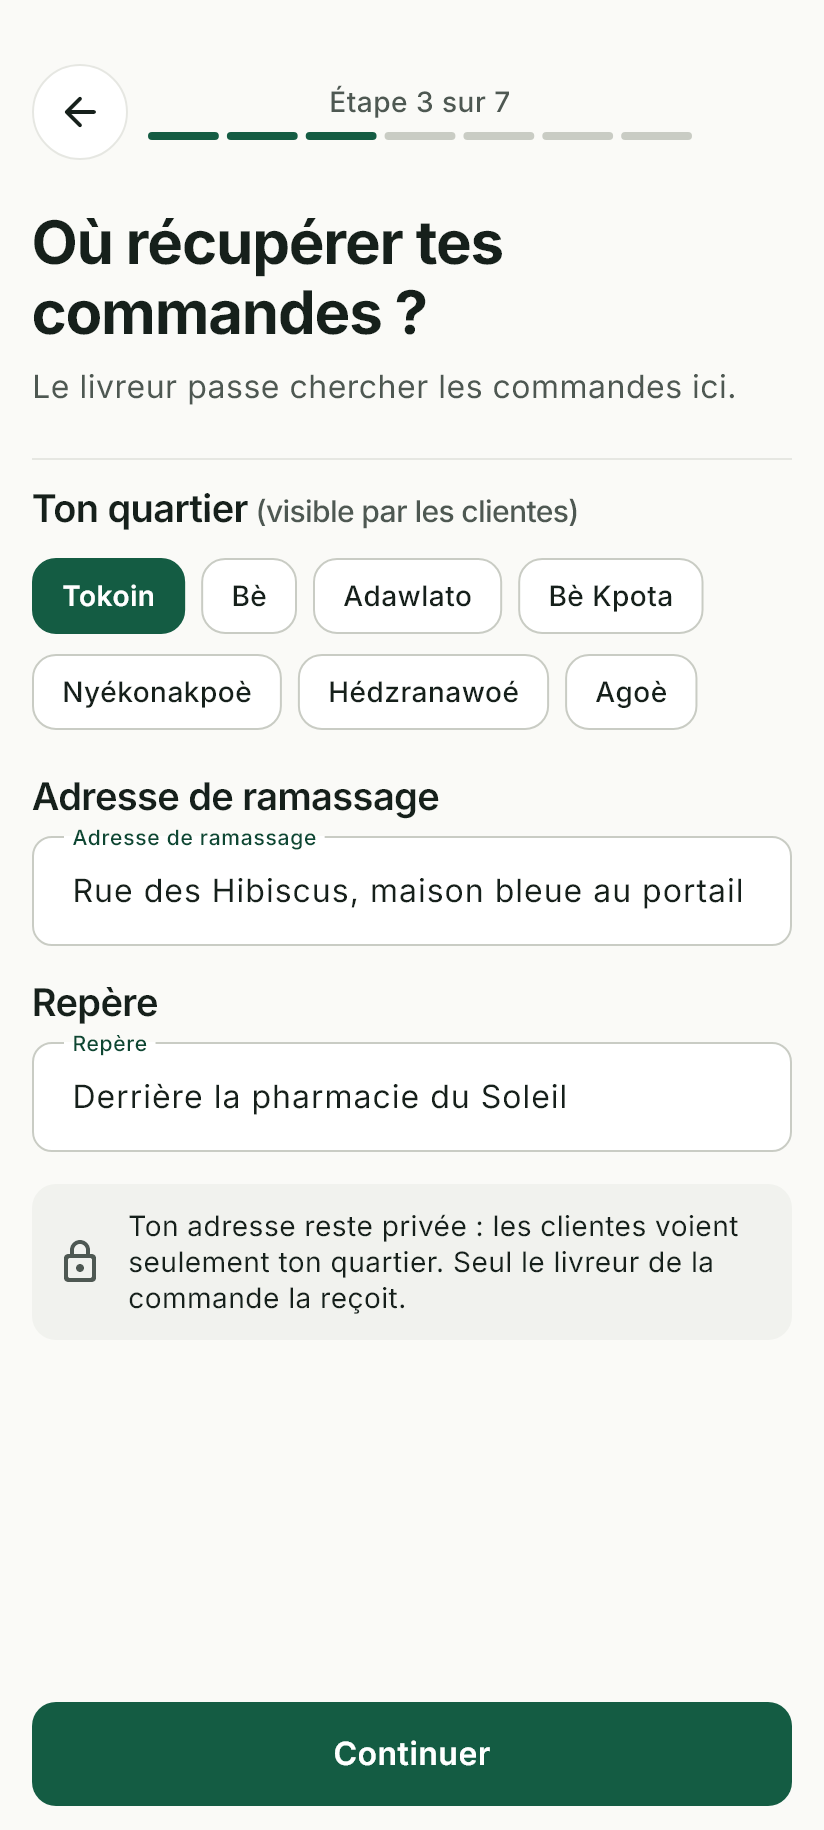 Étape 3 sur 7
Où récupérer tes
commandes ?
Le livreur passe chercher les commandes ici.
Ton quartier (visible par les clientes)
Tokoin Bè Adawlato Bè Kpota
Nyékonakpoè Hédzranawoé Agoè
Adresse de ramassage
Adresse de ramassage
Rue des Hibiscus, maison bleue au portail
Repère
Repère
Derrière la pharmacie du Soleil
Ton adresse reste privée : les clientes voient
seulement ton quartier. Seul le livreur de la
commande la reçoit.
Continuer